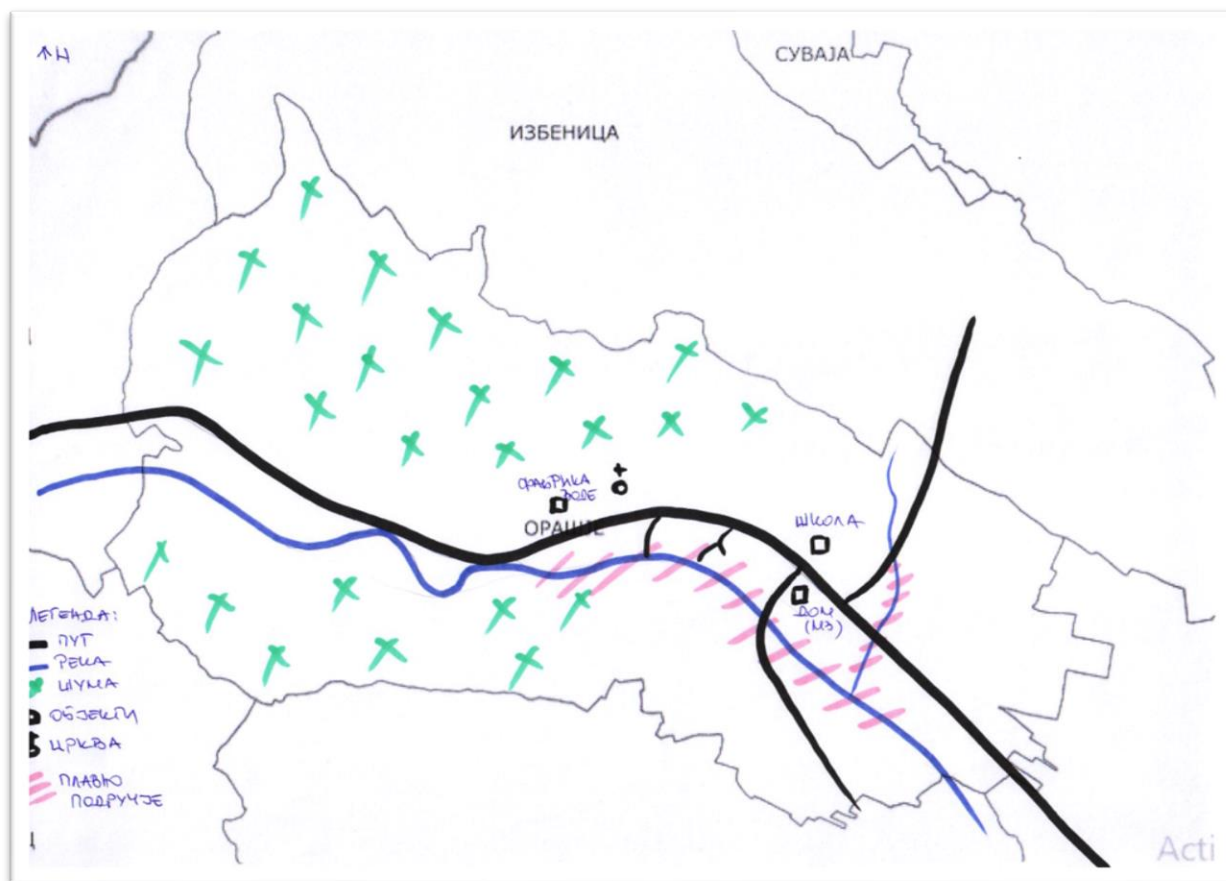 ↑Н
СУВАЈА
ИЗБЕНИЦА
ФАБРИКА
ВОДЕ
ОРАШЈЕ
ШКОЛА
ДОМ
(МЗ)
ЛЕГЕНДА:
ПУТ
РЕКА
ШУМА
ОБЈЕКТИ
ЦРКВА
ПЛАВНО
ПОДРУЧЈЕ
Acti